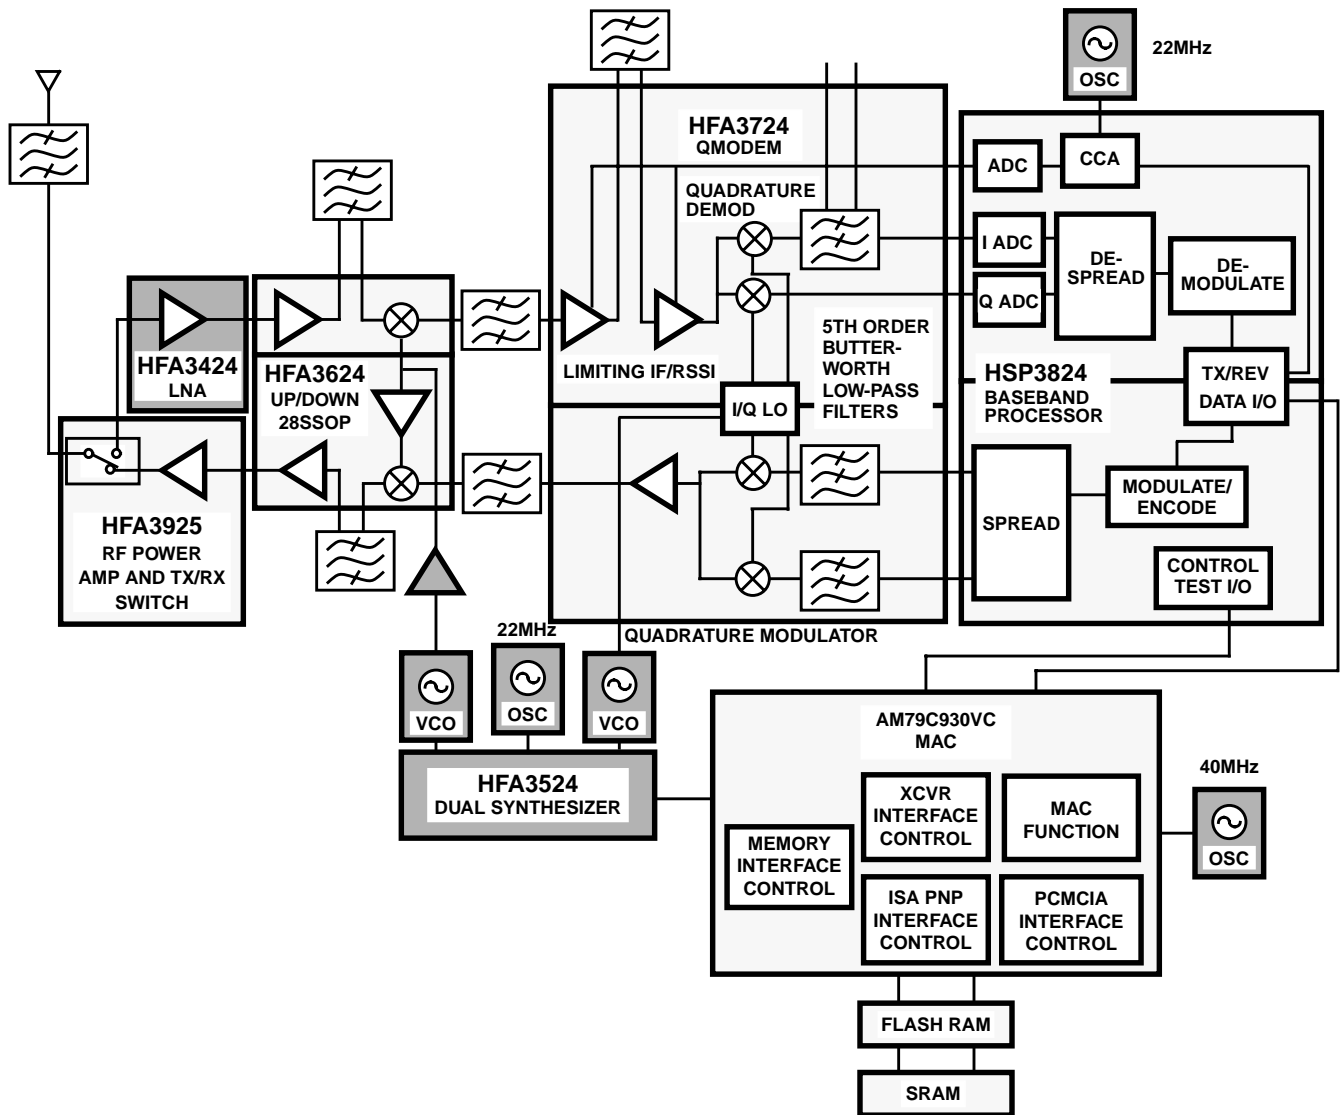 22MHz
OSC
HFA3724
QMODEM
ADC
CCA
QUADRATURE
DEMOD
I ADC
Q ADC
DE-
SPREAD
DE-
MODULATE
HFA3424
LNA
HFA3624
UP/DOWN
28SSOP
LIMITING IF/RSSI
5TH ORDER
BUTTER-
WORTH
LOW-PASS
FILTERS
I/Q LO
HSP3824
BASEBAND
PROCESSOR
TX/REV
DATA I/O
HFA3925
RF POWER
AMP AND TX/RX
SWITCH
SPREAD
MODULATE/
ENCODE
CONTROL
TEST I/O
QUADRATURE MODULATOR
22MHz
VCO
OSC
VCO
HFA3524
DUAL SYNTHESIZER
AM79C930VC
MAC
XCVR
INTERFACE
CONTROL
MAC
FUNCTION
MEMORY
INTERFACE
CONTROL
ISA PNP
INTERFACE
CONTROL
PCMCIA
INTERFACE
CONTROL
40MHz
OSC
FLASH RAM
SRAM